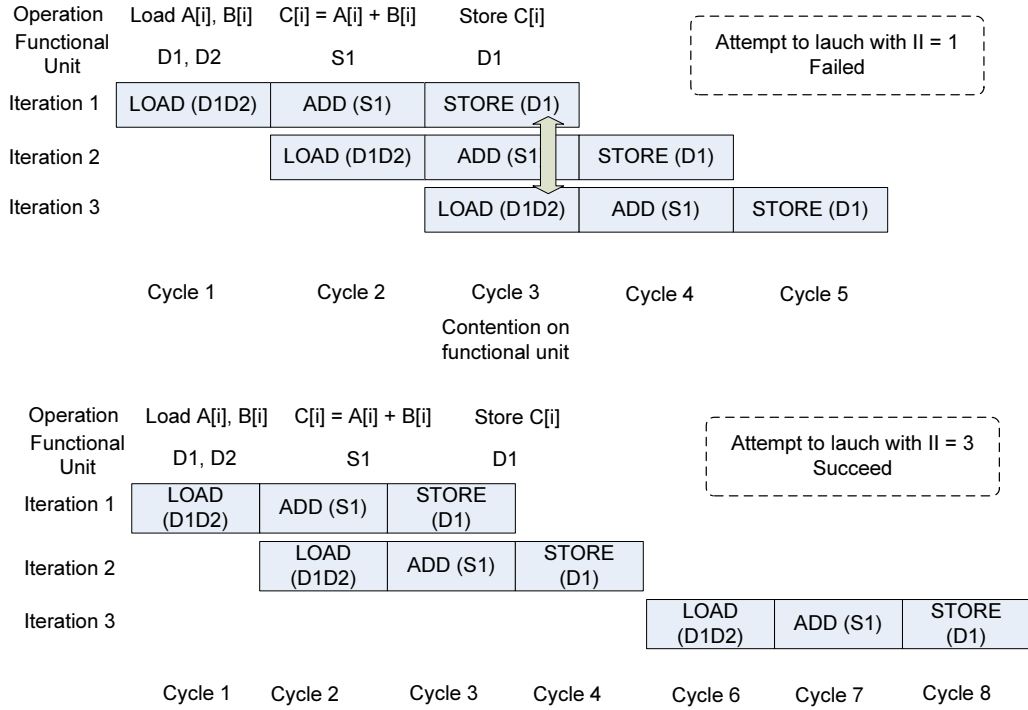 Operation Load A[i], B[i] C[i] = A[i] + B[i] Store C[i]
Functional
Unit D1, D2 S1 D1
Attempt to lauch with II = 1
Failed
Iteration 1 LOAD (D1D2) ADD (S1) STORE (D1)
Iteration 2 LOAD (D1D2) ADD (S1 STORE (D1)
Iteration 3 LOAD (D1D2) ADD (S1) STORE (D1)
Cycle 1 Cycle 2 Cycle 3 Cycle 4 Cycle 5
Contention on
functional unit
Operation Load A[i], B[i] C[i] = A[i] + B[i] Store C[i]
Functional
Unit D1, D2 S1 D1
Attempt to lauch with II = 3
Succeed
Iteration 1 LOAD
(D1D2) ADD (S1) STORE
(D1)
Iteration 2 LOAD
(D1D2) ADD (S1) STORE
(D1)
Iteration 3 LOAD
(D1D2) ADD (S1) STORE
(D1)
Cycle 1 Cycle 2 Cycle 3 Cycle 4 Cycle 6 Cycle 7 Cycle 8